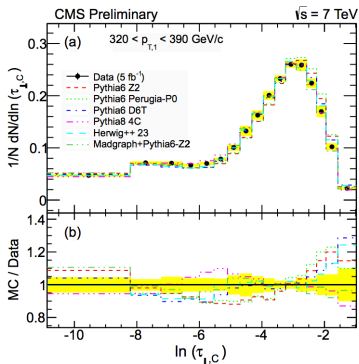 CMS Preliminary √s = 7 TeV
(a) 320 < p_T,1 < 390 GeV/c
Data (5 fb⁻¹)
Pythia6 Z2
Pythia6 Perugia-P0
Pythia6 D6T
Pythia8 4C
Herwig++ 23
Madgraph+Pythia6-Z2
1/N dN/dln (τ⊥,C)
0.3
0.2
0.1
0
(b)
MC / Data
1.4
1.2
1
0.8
-10 -8 -6 -4 -2
ln (τ⊥,C)